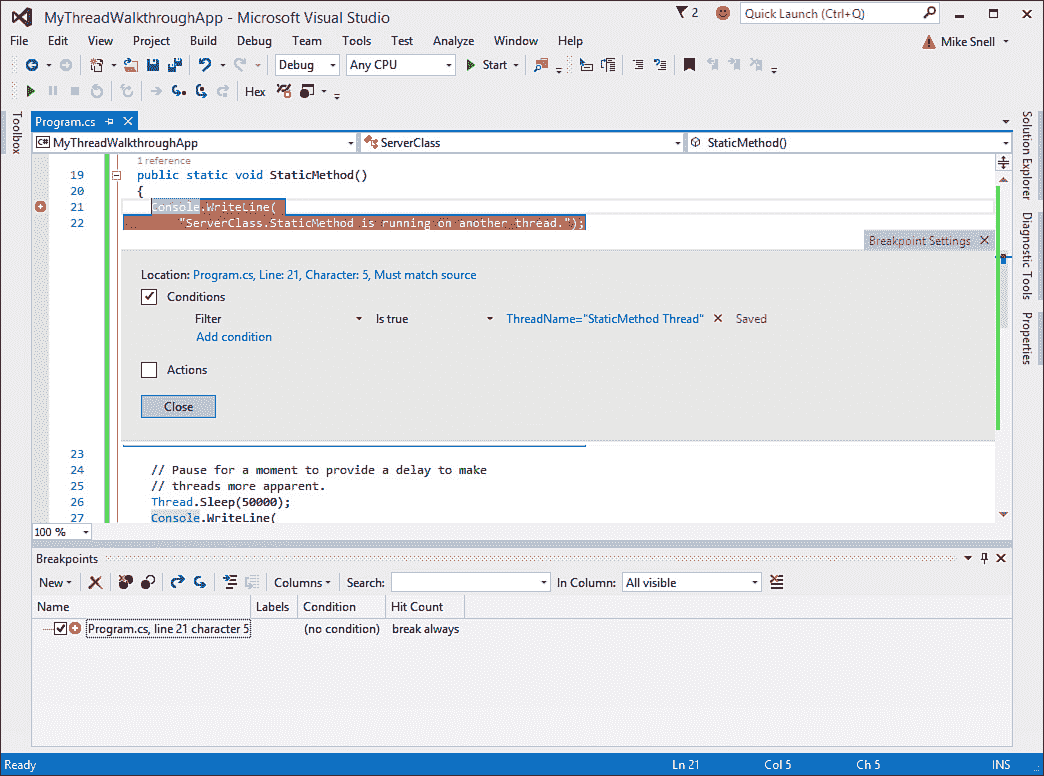 MyThreadWalkthroughApp - Microsoft Visual Studio
2
Quick Launch (Ctrl+Q)
File Edit View Project Build Debug Team Tools Test Analyze Window Help
Mike Snell
Debug Any CPU Start
Hex
Toolbox
Program.cs
MyThreadWalkthroughApp ServerClass StaticMethod()
1 reference
19 public static void StaticMethod()
20 {
21 Console.WriteLine(
22 "ServerClass.StaticMethod is running on another thread.");
Breakpoint Settings
Location: Program.cs, Line: 21, Character: 5, Must match source
Conditions
Filter Is true ThreadName="StaticMethod Thread" Saved
Add condition
Actions
Close
23
24 // Pause for a moment to provide a delay to make
25 // threads more apparent.
26 Thread.Sleep(50000);
27 Console.WriteLine(
100 %
Solution Explorer
Diagnostic Tools
Properties
Breakpoints
New Columns Search: In Column: All visible
Name Labels Condition Hit Count
Program.cs, line 21 character 5 (no condition) break always
Ready Ln 21 Col 5 Ch 5 INS